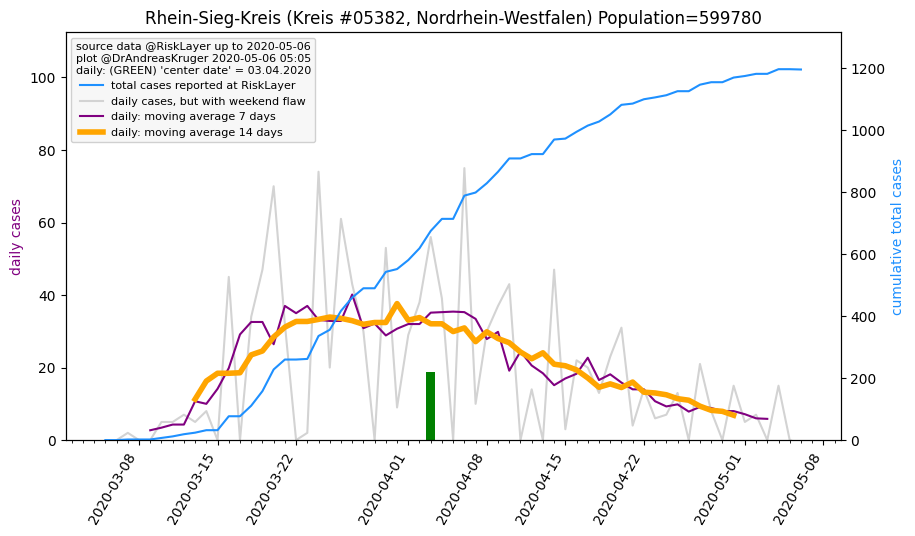 Rhein-Sieg-Kreis (Kreis #05382, Nordrhein-Westfalen) Population=599780
source data @RiskLayer up to 2020-05-06
plot @DrAndreasKruger 2020-05-06 05:05
daily: (GREEN) 'center date' = 03.04.2020
total cases reported at RiskLayer
daily cases, but with weekend flaw
daily: moving average 7 days
daily: moving average 14 days
daily cases
100
80
60
40
20
0
cumulative total cases
1200
1000
800
600
400
200
0
2020-03-08
2020-03-15
2020-03-22
2020-04-01
2020-04-08
2020-04-15
2020-04-22
2020-05-01
2020-05-08